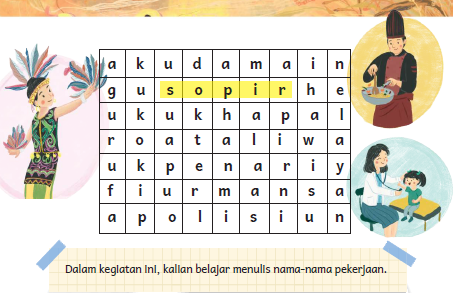 a k u d a m a i n
g u s o p i r h e
u k u k h a p a l
r o a t a l i w a
u k p e n a r i y
f i u r m a n s a
a p o l i s i u n
Dalam kegiatan ini, kalian belajar menulis nama-nama pekerjaan.